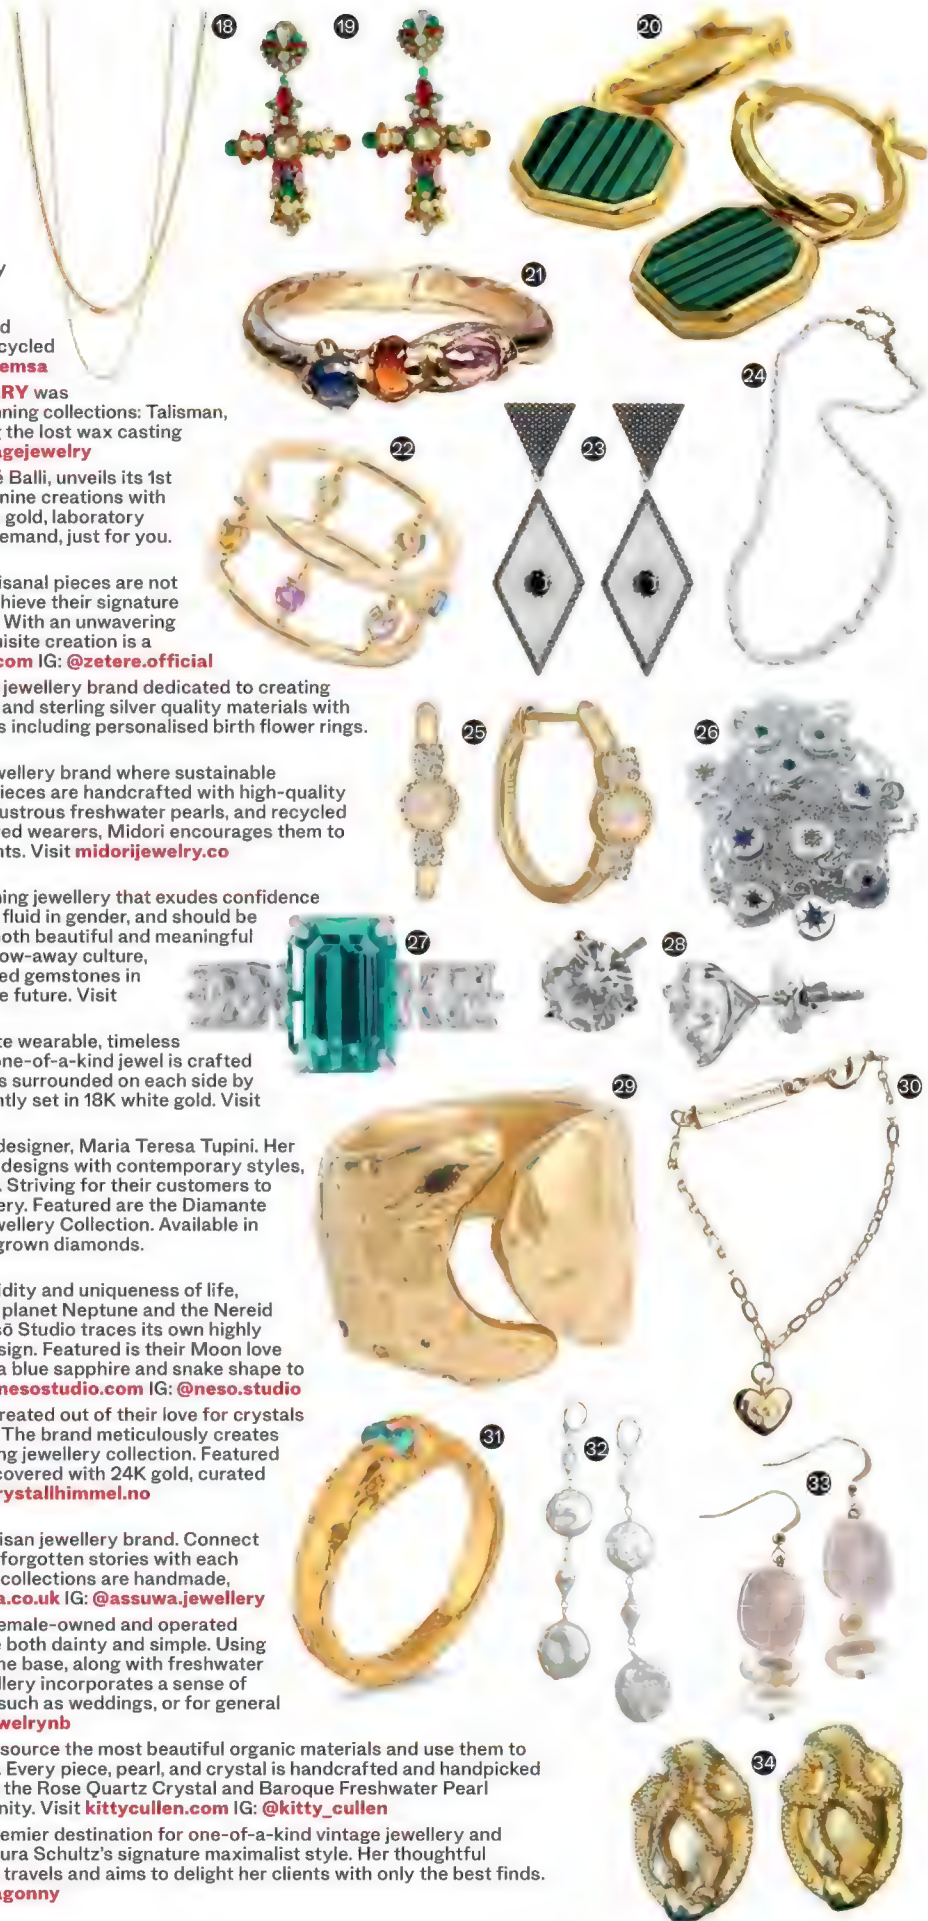 18
19
20
y
21
d
cycled
emsa
24
RY was
nning collections: Talisman,
g the lost wax casting
agejewelry
22
23
é Balli, unveils its 1st
nine creations with
gold, laboratory
emand, just for you.
isanal pieces are not
chieve their signature
With an unwavering
uisite creation is a
com IG: @zetere.official
jewellery brand dedicated to creating
and sterling silver quality materials with
s including personalised birth flower rings.
25
26
wellery brand where sustainable
ieces are handcrafted with high-quality
ustrous freshwater pearls, and recycled
red wearers, Midori encourages them to
nts. Visit midorijewelry.co
ning jewellery that exudes confidence
fluid in gender, and should be
oth beautiful and meaningful
ow-away culture,
ed gemstones in
e future. Visit
27
28
te wearable, timeless
one-of-a-kind jewel is crafted
s surrounded on each side by
ntly set in 18K white gold. Visit
29
30
designer, Maria Teresa Tupini. Her
designs with contemporary styles,
. Striving for their customers to
ery. Featured are the Diamante
wellery Collection. Available in
grown diamonds.
idity and uniqueness of life,
planet Neptune and the Nereid
sō Studio traces its own highly
sign. Featured is their Moon love
a blue sapphire and snake shape to
nesostudio.com IG: @neso.studio
reated out of their love for crystals
The brand meticulously creates
ng jewellery collection. Featured
covered with 24K gold, curated
rystallhimmel.no
31
32
33
isan jewellery brand. Connect
forgotten stories with each
collections are handmade,
a.co.uk IG: @assuwa.jewellery
emale-owned and operated
e both dainty and simple. Using
ne base, along with freshwater
llery incorporates a sense of
such as weddings, or for general
welrynb
source the most beautiful organic materials and use them to
. Every piece, pearl, and crystal is handcrafted and handpicked
the Rose Quartz Crystal and Baroque Freshwater Pearl
nity. Visit kittycullen.com IG: @kitty_cullen
34
emier destination for one-of-a-kind vintage jewellery and
ura Schultz's signature maximalist style. Her thoughtful
travels and aims to delight her clients with only the best finds.
agonny